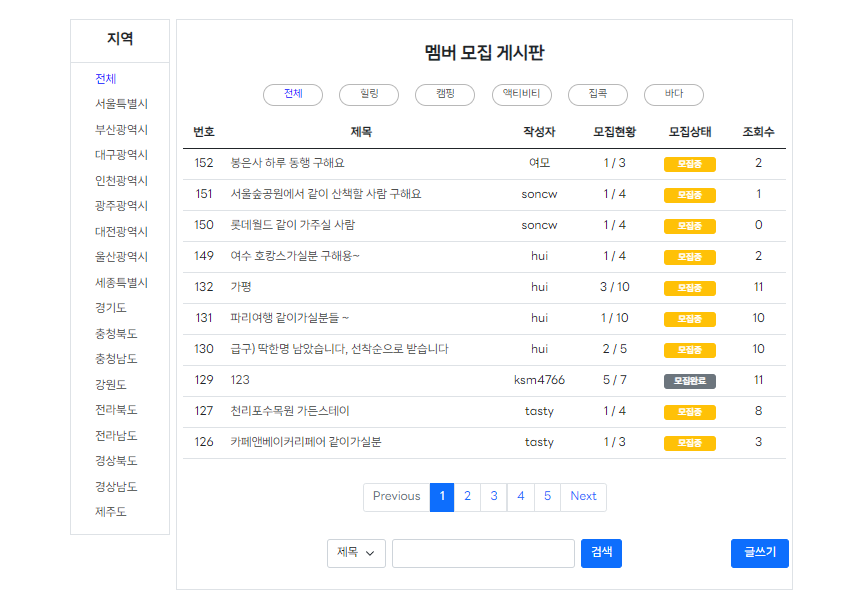 지역
전체
서울특별시
부산광역시
대구광역시
인천광역시
광주광역시
대전광역시
울산광역시
세종특별시
경기도
충청북도
충청남도
강원도
전라북도
전라남도
경상북도
경상남도
제주도
멤버 모집 게시판
전체 힐링 캠핑 액티비티 집콕 바다
번호 제목 작성자 모집현황 모집상태 조회수
152 봉은사 하루 동행 구해요 여모 1 / 3 모집중 2
151 서울숲공원에서 같이 산책할 사람 구해요 soncw 1 / 4 모집중 1
150 롯데월드 같이 가주실 사람 soncw 1 / 4 모집중 0
149 여수 호캉스가실분 구해용~ hui 1 / 4 모집중 2
132 가평 hui 3 / 10 모집중 11
131 파리여행 같이가실분들 ~ hui 1 / 10 모집중 10
130 급구) 딱한명 남았습니다, 선착순으로 받습니다 hui 2 / 5 모집중 10
129 123 ksm4766 5 / 7 모집완료 11
127 천리포수목원 가든스테이 tasty 1 / 4 모집중 8
126 카페앤베이커리페어 같이가실분 tasty 1 / 3 모집중 3
Previous 1 2 3 4 5 Next
제목 검색 글쓰기